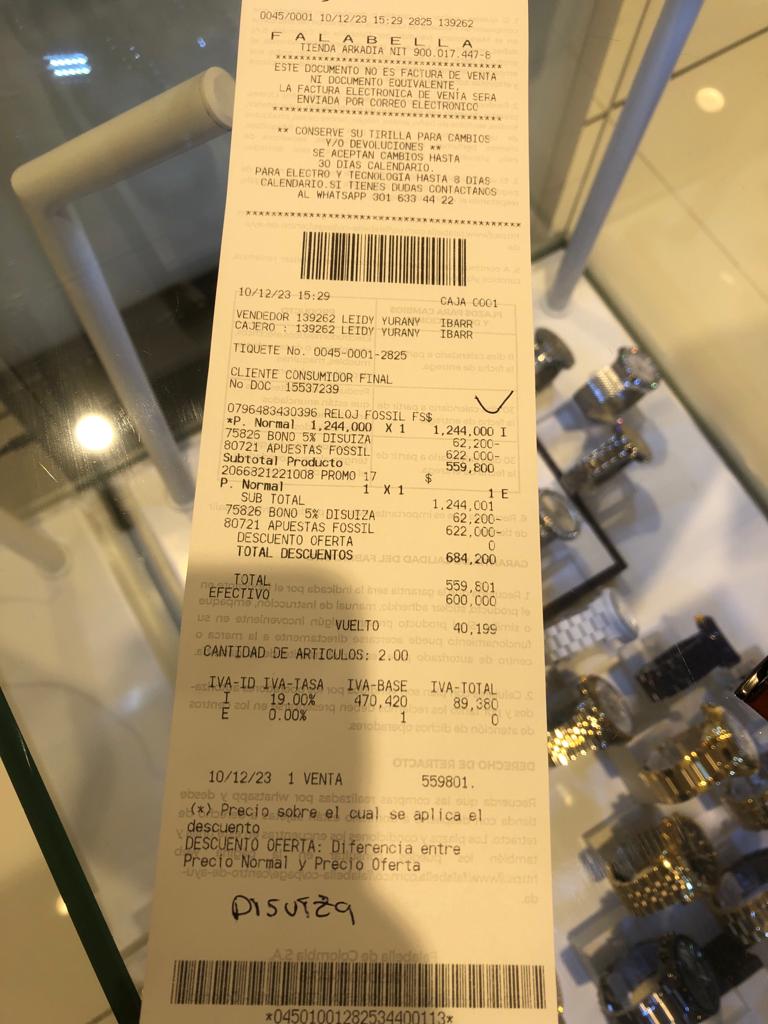 0045/0001 10/12/23 15:29 2825 139262
F A L A B E L L A
TIENDA ARKADIA NIT 900.017.447-8
****************************************
ESTE DOCUMENTO NO ES FACTURA DE VENTA
NI DOCUMENTO EQUIVALENTE,
LA FACTURA ELECTRONICA DE VENTA SERA
ENVIADA POR CORREO ELECTRONICO
****************************************
** CONSERVE SU TIRILLA PARA CAMBIOS
Y/O DEVOLUCIONES **
SE ACEPTAN CAMBIOS HASTA
30 DIAS CALENDARIO.
PARA ELECTRO Y TECNOLOGIA HASTA 8 DIAS
CALENDARIO.SI TIENES DUDAS CONTACTANOS
AL WHATSAPP 301 633 44 22
****************************************
10/12/23 15:29 CAJA 0001
VENDEDOR 139262 LEIDY YURANY IBARR
CAJERO : 139262 LEIDY YURANY IBARR
TIQUETE No. 0045-0001-2825
CLIENTE CONSUMIDOR FINAL
No DOC 15537239
0796483430396 RELOJ FOSSIL FS$
*P. Normal 1,244,000 X 1 1,244,000 I
75826 BONO 5% DISUIZA 62,200-
80721 APUESTAS FOSSIL 622,000-
Subtotal Producto 559,800
2066821221008 PROMO 17 $
P. Normal 1 X 1 1 E
SUB TOTAL 1,244,001
75826 BONO 5% DISUIZA 62,200-
80721 APUESTAS FOSSIL 622,000-
DESCUENTO OFERTA 0
TOTAL DESCUENTOS 684,200
TOTAL 559,801
EFECTIVO 600,000
VUELTO 40,199
CANTIDAD DE ARTICULOS: 2.00
IVA-ID IVA-TASA IVA-BASE IVA-TOTAL
I 19.00% 470,420 89,380
E 0.00% 1 0
10/12/23 1 VENTA 559801.
(*) Precio sobre el cual se aplica el
descuento
DESCUENTO OFERTA: Diferencia entre
Precio Normal y Precio Oferta
DISUIZA
*04501001282534400113*